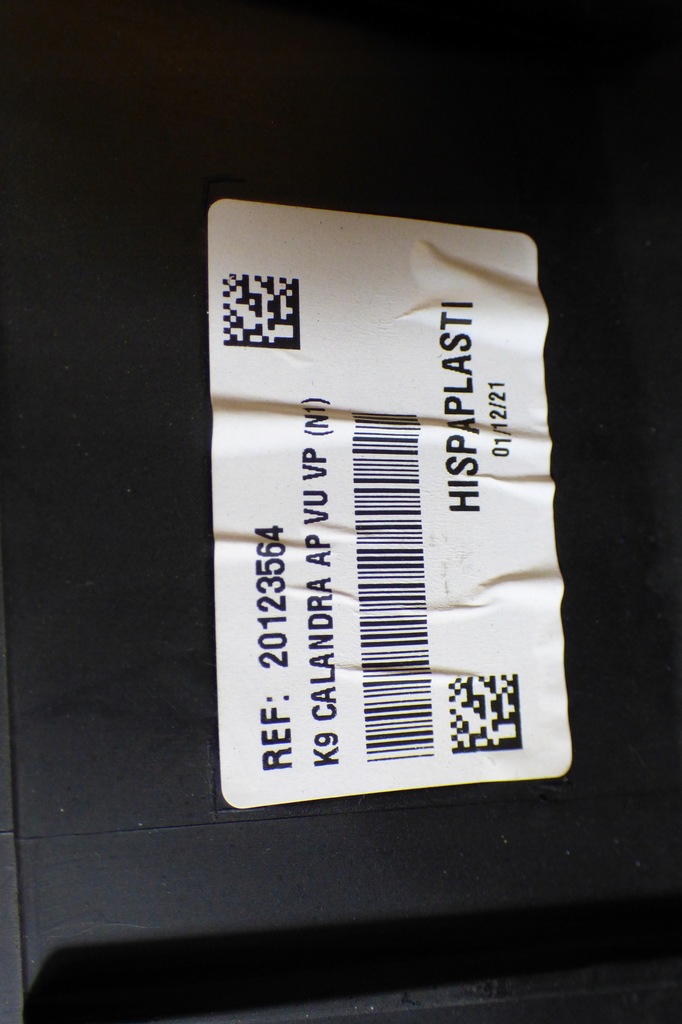 REF: 20123564
K9 CALANDRA AP VU VP (N1)
HISPAPLASTI
01/12/21